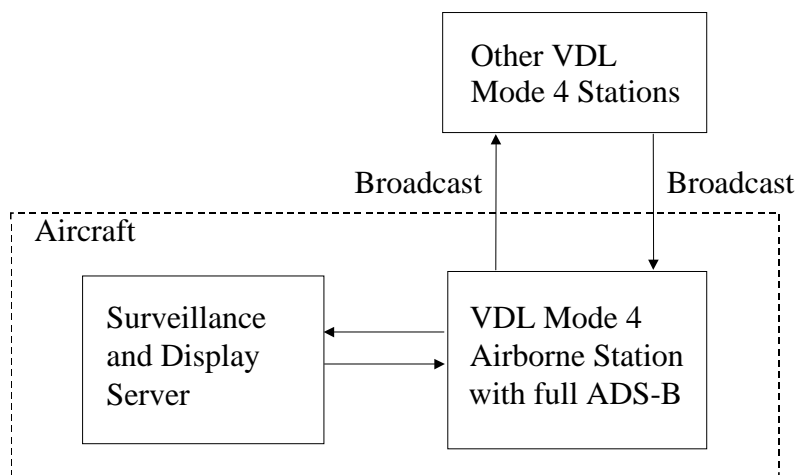 Other VDL
Mode 4 Stations
Broadcast
Broadcast
Aircraft
Surveillance
and Display
Server
VDL Mode 4
Airborne Station
with full ADS-B